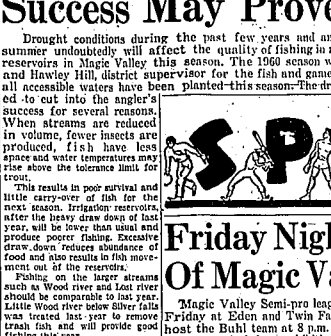 Success May Prove
Drought conditions during the past few years and
summer undoubtedly will affect the quality of fishing in
reservoirs in Magic Valley this season. The 1960 season
and Hawley Hill, district supervisor for the fish and game
all accessible waters have been planted this season. The
ed to cut into the angler's
success for several reasons.
When streams are reduced
in volume, fewer insects are
produced, fish have less
space and water temperatures may
rise above the tolerance limit for
trout.
This results in poor survival and
little carry-over of fish for the
next season. Irrigation reservoirs,
after the heavy draw down of last
year, will be lower than usual and
produce poorer fishing. Excessive
draw down reduces abundance of
food and also results in fish move-
ment out of the reservoirs.
Fishing on the larger streams
such as Wood river and Lost river
should be comparable to last year.
Little Wood river below Silver falls
was treated last year to remove
trash fish and will provide good
fishing this year.
SP
Friday Nigh
Of Magic Va
Magic Valley Semi-pro leag
Friday at Eden and Twin F
host the Buhl team at 8 p.m.